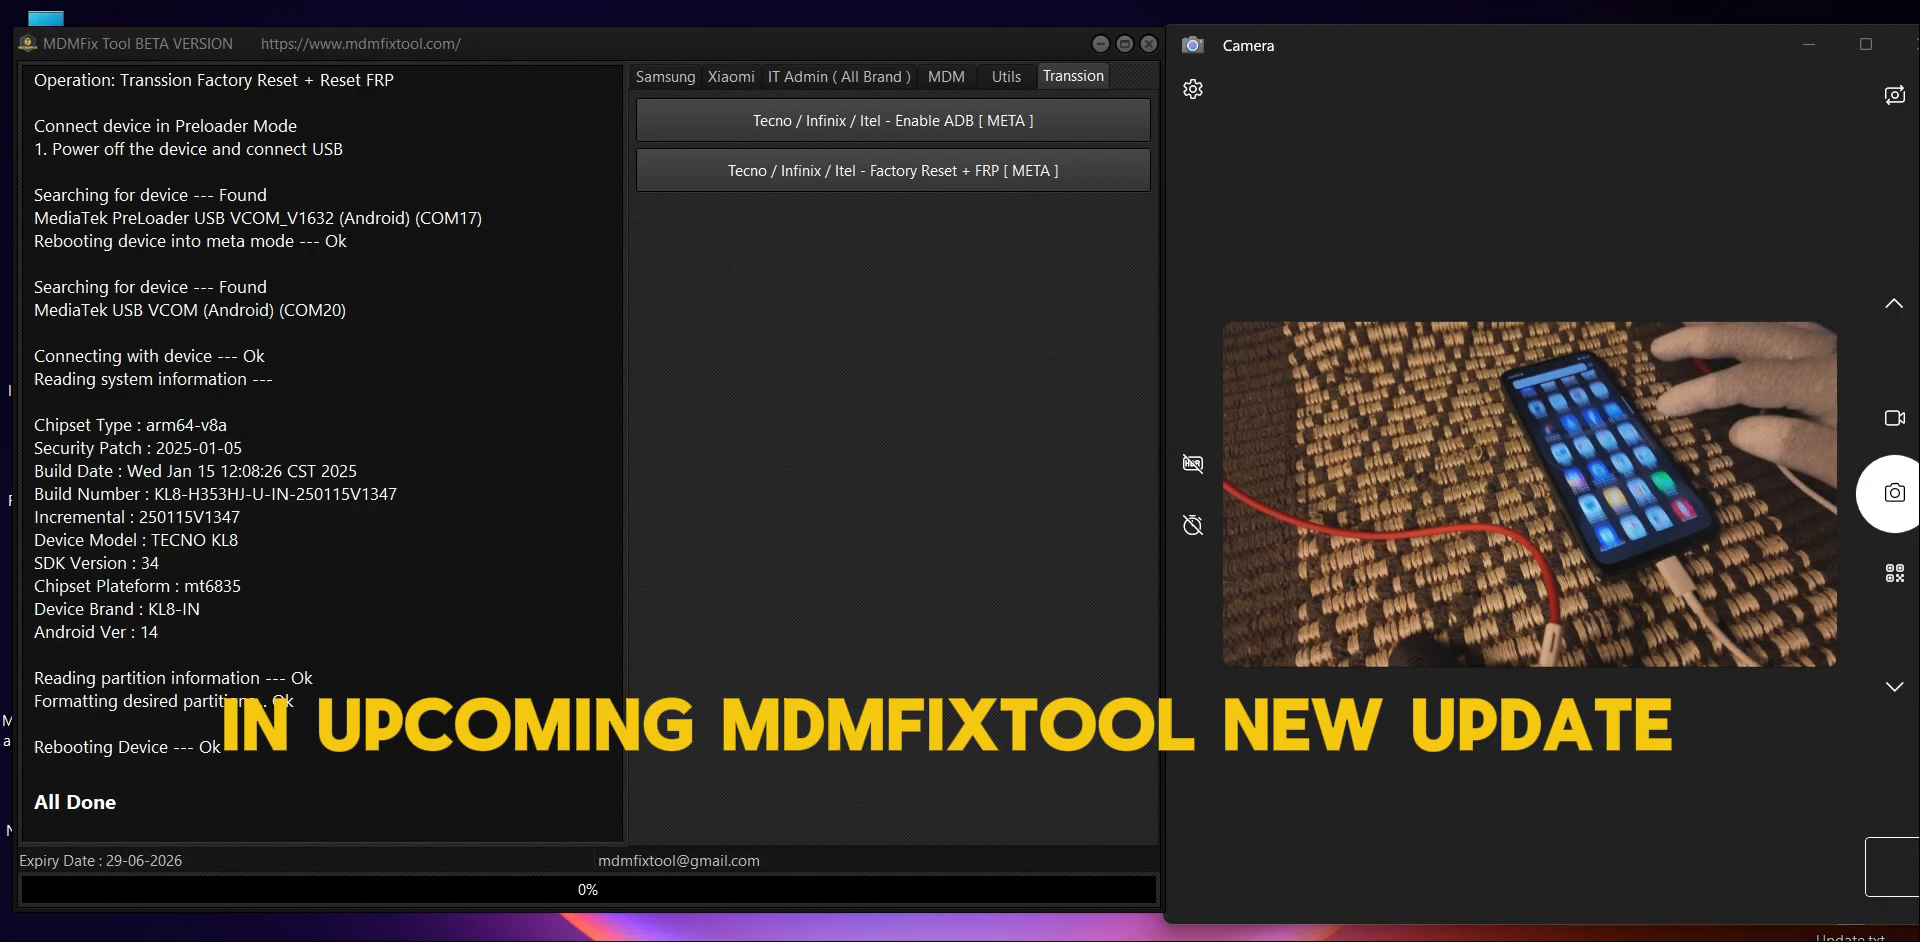 MDMFix Tool BETA VERSION https://www.mdmfixtool.com/
Operation: Transsion Factory Reset + Reset FRP
Connect device in Preloader Mode
1. Power off the device and connect USB
Searching for device --- Found
MediaTek PreLoader USB VCOM_V1632 (Android) (COM17)
Rebooting device into meta mode --- Ok
Searching for device --- Found
MediaTek USB VCOM (Android) (COM20)
Connecting with device --- Ok
Reading system information ---
Chipset Type : arm64-v8a
Security Patch : 2025-01-05
Build Date : Wed Jan 15 12:08:26 CST 2025
Build Number : KL8-H353HJ-U-IN-250115V1347
Incremental : 250115V1347
Device Model : TECNO KL8
SDK Version : 34
Chipset Plateform : mt6835
Device Brand : KL8-IN
Android Ver : 14
Reading partition information --- Ok
Formatting desired partition... Ok
Rebooting Device --- Ok
All Done
Samsung Xiaomi IT Admin ( All Brand ) MDM Utils Transsion
Tecno / Infinix / Itel - Enable ADB [ META ]
Tecno / Infinix / Itel - Factory Reset + FRP [ META ]
Expiry Date : 29-06-2026 mdmfixtool@gmail.com
0%
Camera
HDR
IN UPCOMING MDMFIXTOOL NEW UPDATE
Update.txt